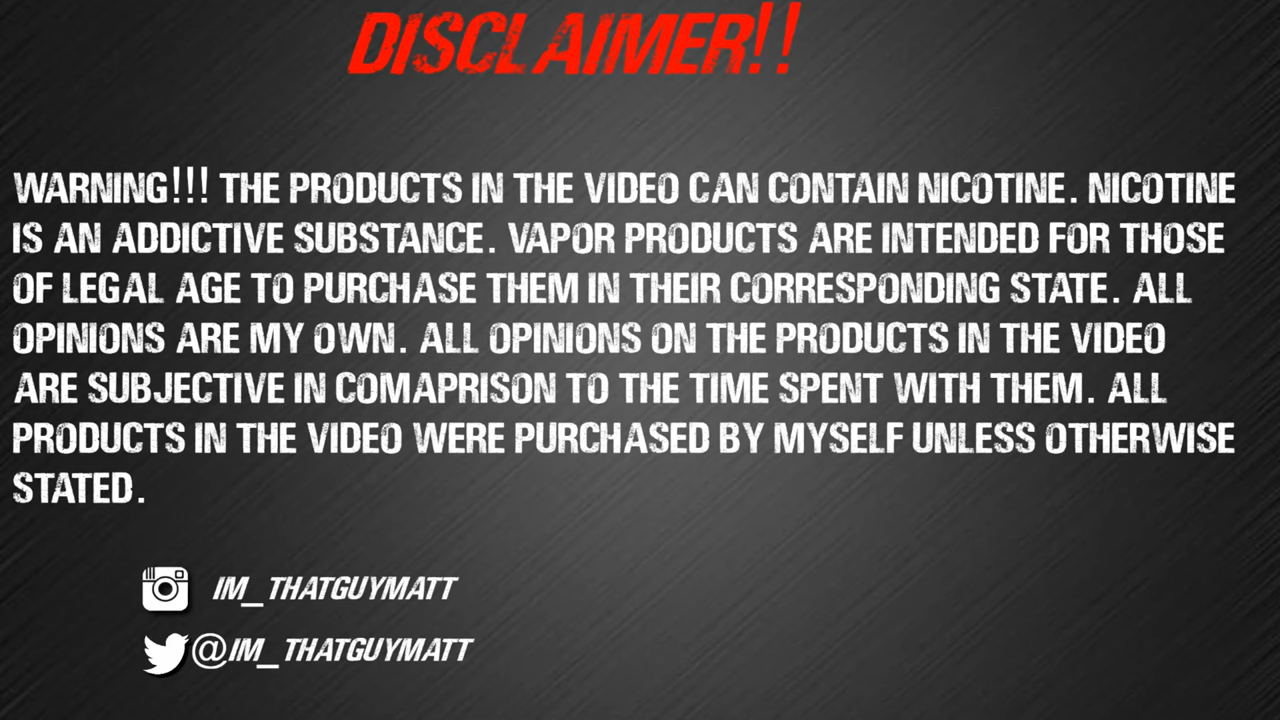 DISCLAIMER!!
WARNING!!! THE PRODUCTS IN THE VIDEO CAN CONTAIN NICOTINE. NICOTINE
IS AN ADDICTIVE SUBSTANCE. VAPOR PRODUCTS ARE INTENDED FOR THOSE
OF LEGAL AGE TO PURCHASE THEM IN THEIR CORRESPONDING STATE. ALL
OPINIONS ARE MY OWN. ALL OPINIONS ON THE PRODUCTS IN THE VIDEO
ARE SUBJECTIVE IN COMAPRISON TO THE TIME SPENT WITH THEM. ALL
PRODUCTS IN THE VIDEO WERE PURCHASED BY MYSELF UNLESS OTHERWISE
STATED.
IM_THATGUYMATT
@IM_THATGUYMATT